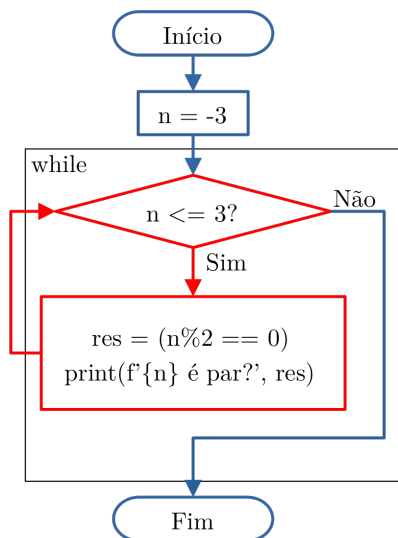 Início
n = -3
while
n <= 3?
Não
Sim
res = (n%2 == 0)
print(f'{n} é par?', res)
Fim